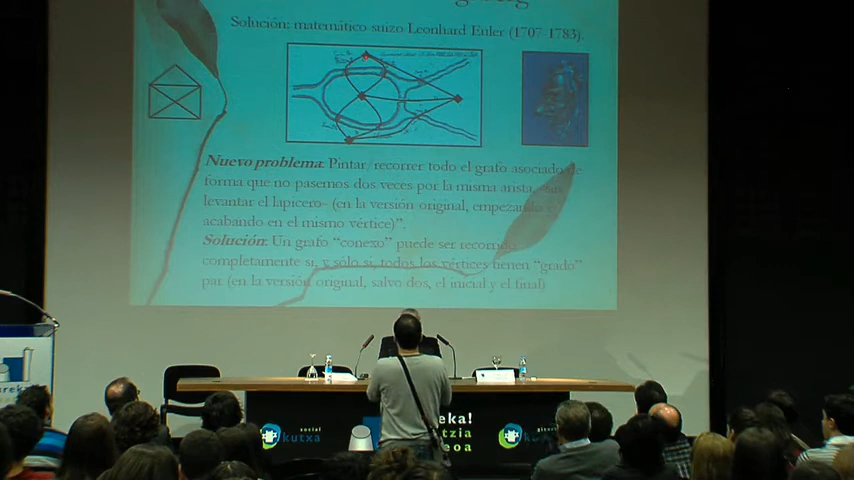 Solución: matemático suizo Leonhard Euler (1707-1783).
Nuevo problema: Pintar/recorrer todo el grafo asociado de
forma que no pasemos dos veces por la misma arista,
levantar el lapicero- (en la versión original, empezando
acabando en el mismo vértice)".
Solución: Un grafo "conexo" puede ser recorrido
completamente si, y sólo si, todos los vértices tienen "grado"
par (en la versión original, salvo dos, el inicial y el final)
social
kutxa
eka!
tzia
eoa